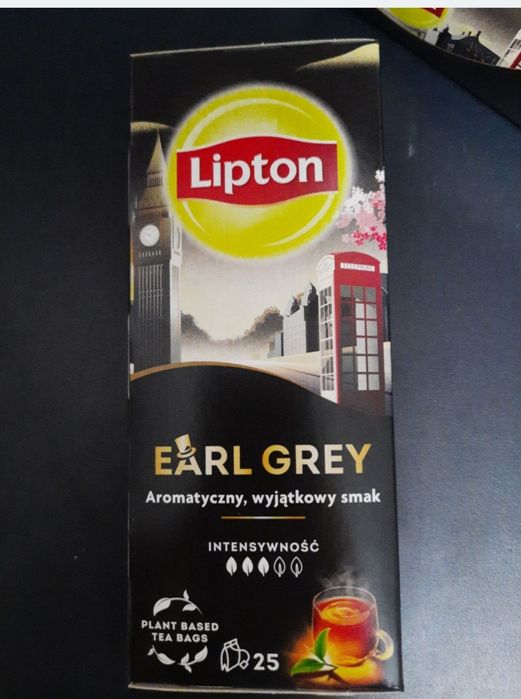 Lipton
TELEPHONE
EARL GREY
Aromatyczny, wyjątkowy smak
INTENSYWNOŚĆ
PLANT BASED
TEA BAGS
25